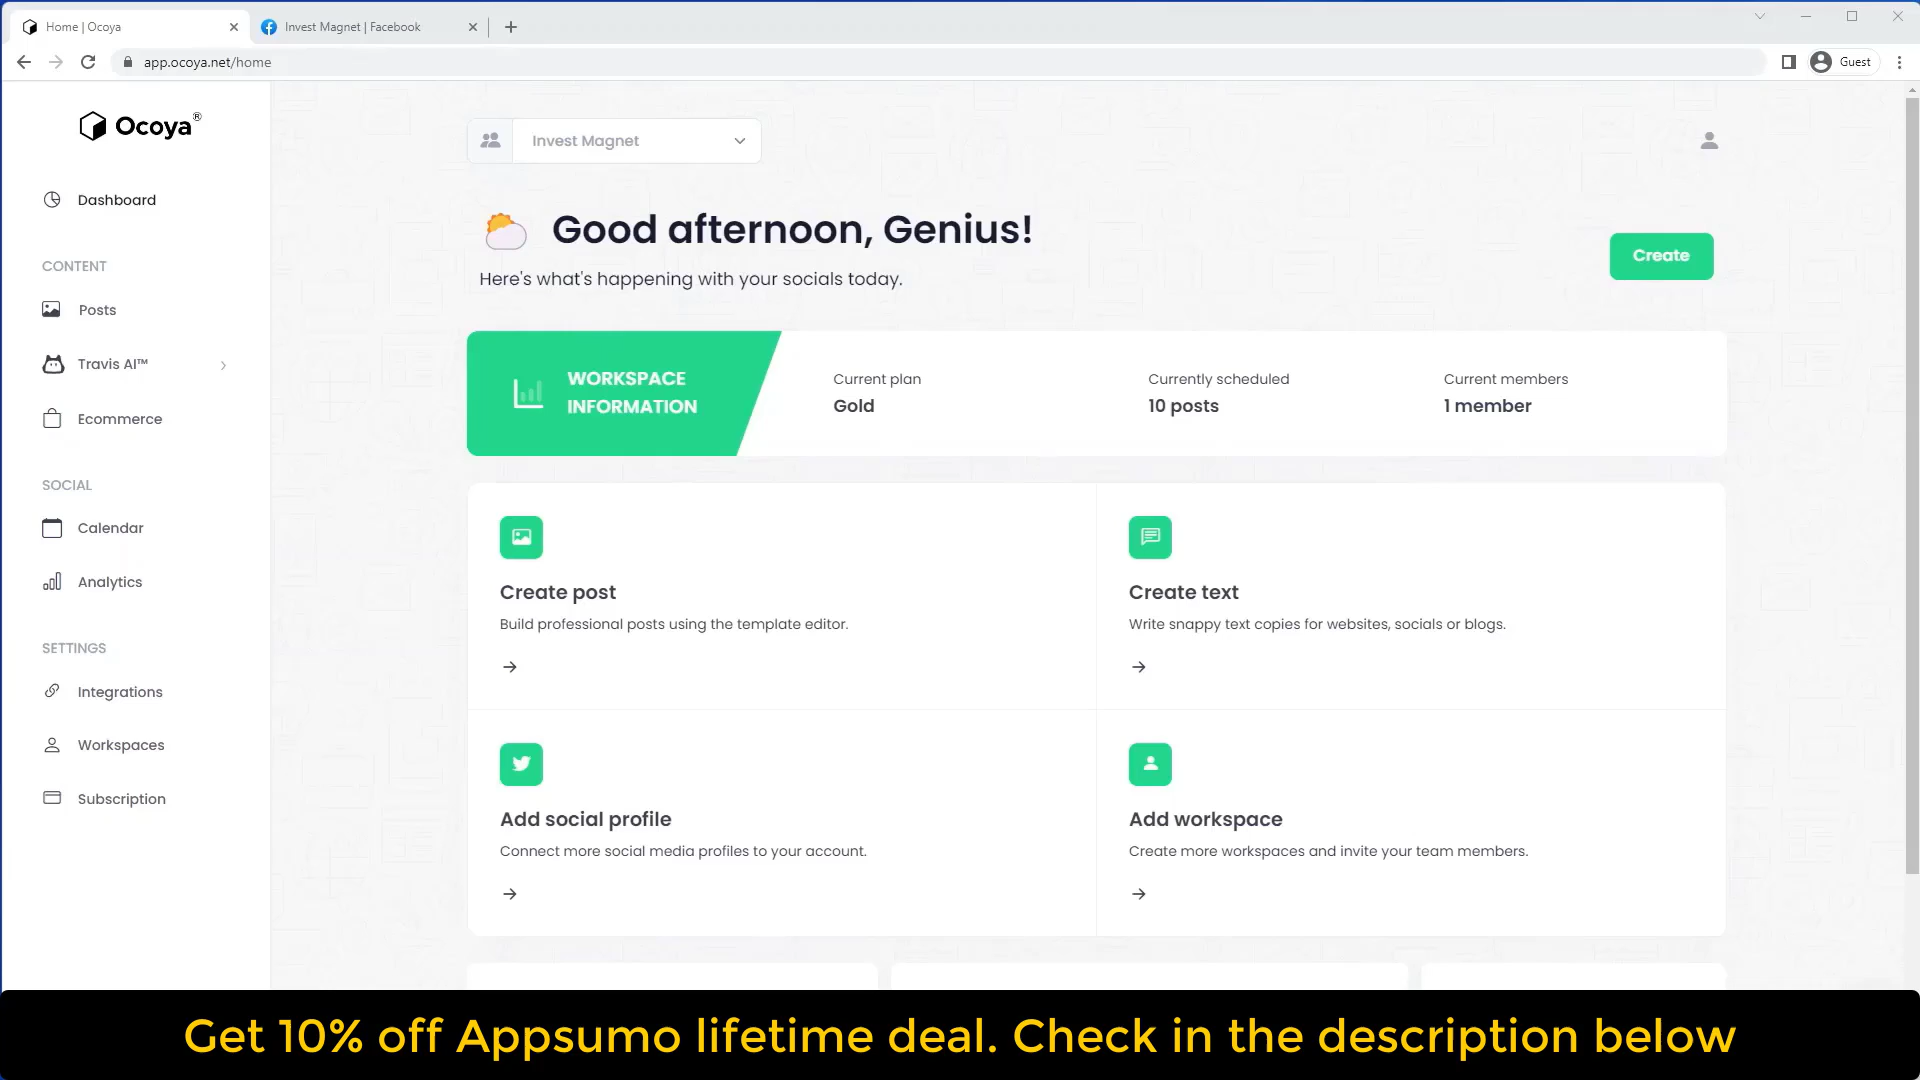 Home | Ocoya
Invest Magnet | Facebook
app.ocoya.net/home
Guest
Ocoya®
Dashboard
CONTENT
Posts
Travis AI™
Ecommerce
SOCIAL
Calendar
Analytics
SETTINGS
Integrations
Workspaces
Subscription
Invest Magnet
Good afternoon, Genius!
Here's what's happening with your socials today.
Create
WORKSPACE
INFORMATION
Current plan
Gold
Currently scheduled
10 posts
Current members
1 member
Create post
Build professional posts using the template editor.
Create text
Write snappy text copies for websites, socials or blogs.
Add social profile
Connect more social media profiles to your account.
Add workspace
Create more workspaces and invite your team members.
Get 10% off Appsumo lifetime deal. Check in the description below